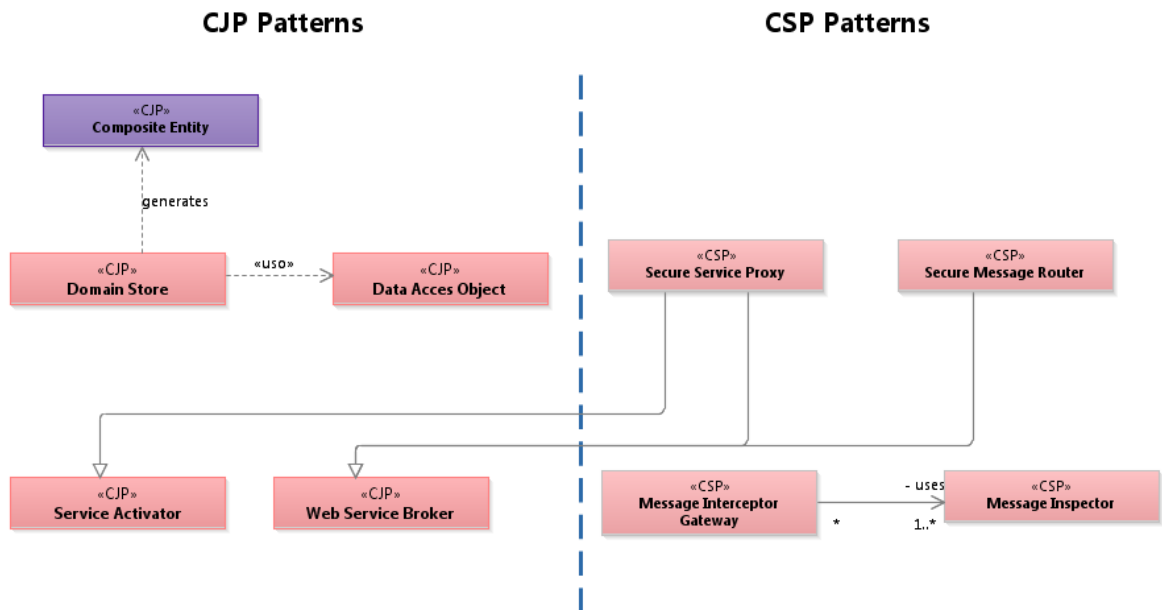 CJP Patterns
CSP Patterns
«CJP»
Composite Entity
generates
«CJP»
Domain Store
«uso»
«CJP»
Data Acces Object
«CSP»
Secure Service Proxy
«CSP»
Secure Message Router
«CJP»
Service Activator
«CJP»
Web Service Broker
«CSP»
Message Interceptor
Gateway
- uses
*
1..*
«CSP»
Message Inspector